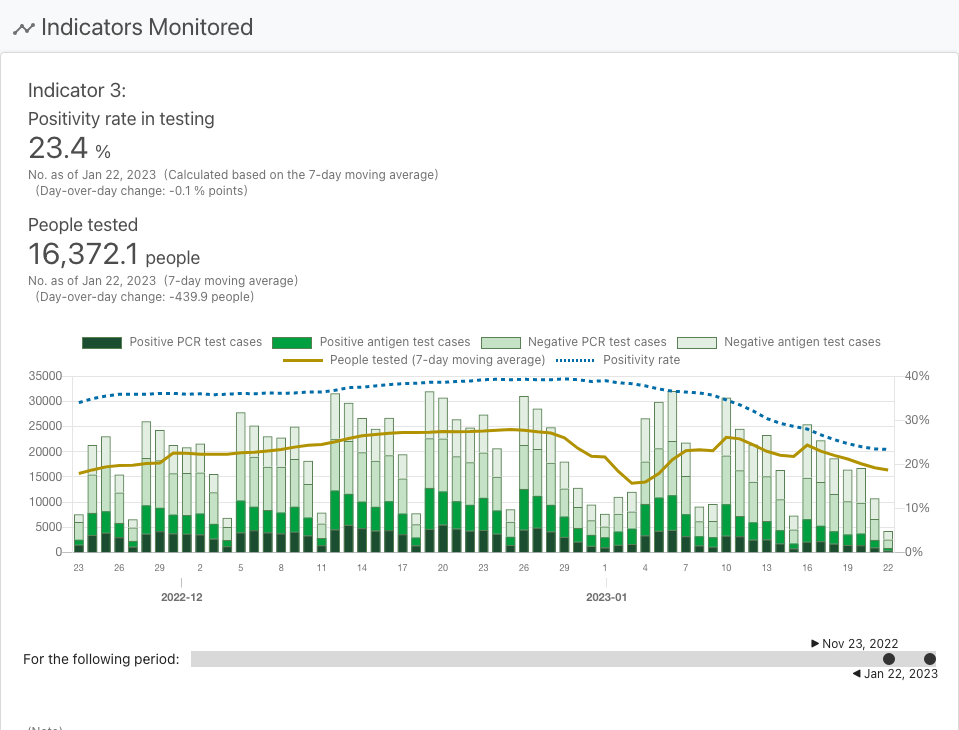 Indicators Monitored
Indicator 3:
Positivity rate in testing
23.4 %
No. as of Jan 22, 2023 (Calculated based on the 7-day moving average)
(Day-over-day change: -0.1 % points)
People tested
16,372.1 people
No. as of Jan 22, 2023 (7-day moving average)
(Day-over-day change: -439.9 people)
Positive PCR test cases Positive antigen test cases Negative PCR test cases Negative antigen test cases
People tested (7-day moving average) Positivity rate
35000 40%
30000
30%
25000
20000
20%
15000
10000
10%
5000
0 0%
23 26 29 2 5 8 11 14 17 20 23 26 29 1 4 7 10 13 16 19 22
2022-12 2023-01
▶ Nov 23, 2022
For the following period:
◀ Jan 22, 2023
(Note)